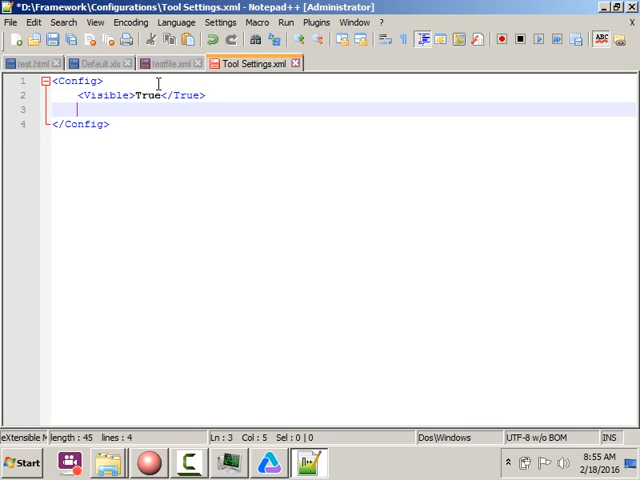 *D:\Framework\Configurations\Tool Settings.xml - Notepad++ [Administrator]
File Edit Search View Encoding Language Settings Macro Run Plugins Window ?
X
test.html Default.xls testfile.xml Tool Settings.xml
1 <Config>
2 <Visible>True</True>
3
4 </Config>
eXtensible M length : 45 lines : 4 Ln : 3 Col : 5 Sel : 0 | 0 Dos\Windows UTF-8 w/o BOM INS
Start 8:55 AM
2/18/2016